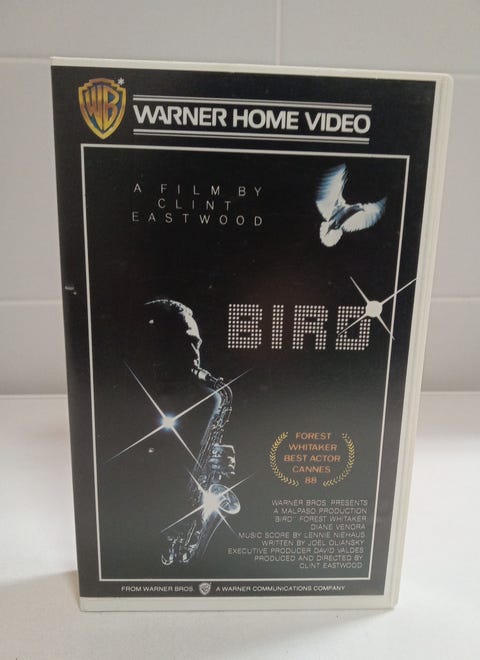 WB
WARNER HOME VIDEO
A FILM BY
CLINT
EASTWOOD
BIRD
FOREST
WHITAKER
BEST ACTOR
CANNES
88
WARNER BROS. PRESENTS
A MALPASO PRODUCTION
"BIRD" FOREST WHITAKER
DIANE VENORA
MUSIC SCORE BY LENNIE NIEHAUS
WRITTEN BY JOEL OLIANSKY
EXECUTIVE PRODUCER DAVID VALDES
PRODUCED AND DIRECTED BY
CLINT EASTWOOD
FROM WARNER BROS. WB A WARNER COMMUNICATIONS COMPANY